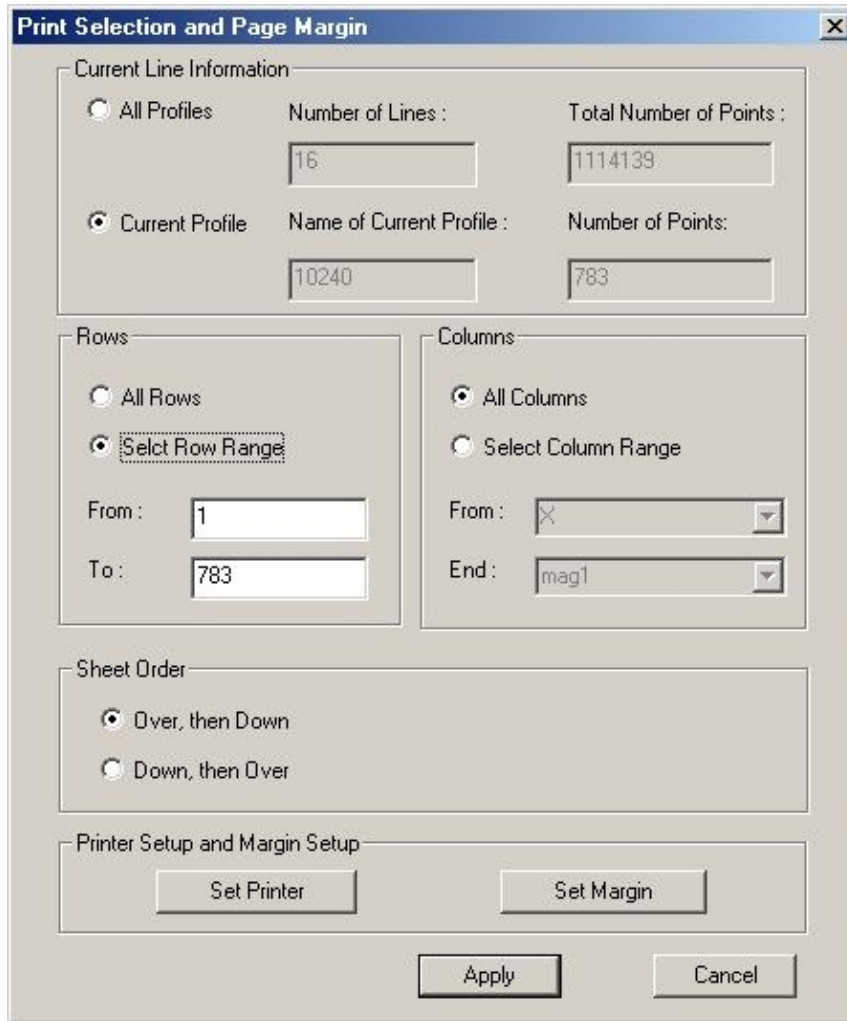 Print Selection and Page Margin
Current Line Information
All Profiles
Number of Lines :
Total Number of Points :
16
1114139
Current Profile
Name of Current Profile :
Number of Points:
10240
783
Rows
All Rows
Selct Row Range
From :
1
To :
783
Columns
All Columns
Select Column Range
From :
X
End :
mag1
Sheet Order
Over, then Down
Down, then Over
Printer Setup and Margin Setup
Set Printer
Set Margin
Apply
Cancel